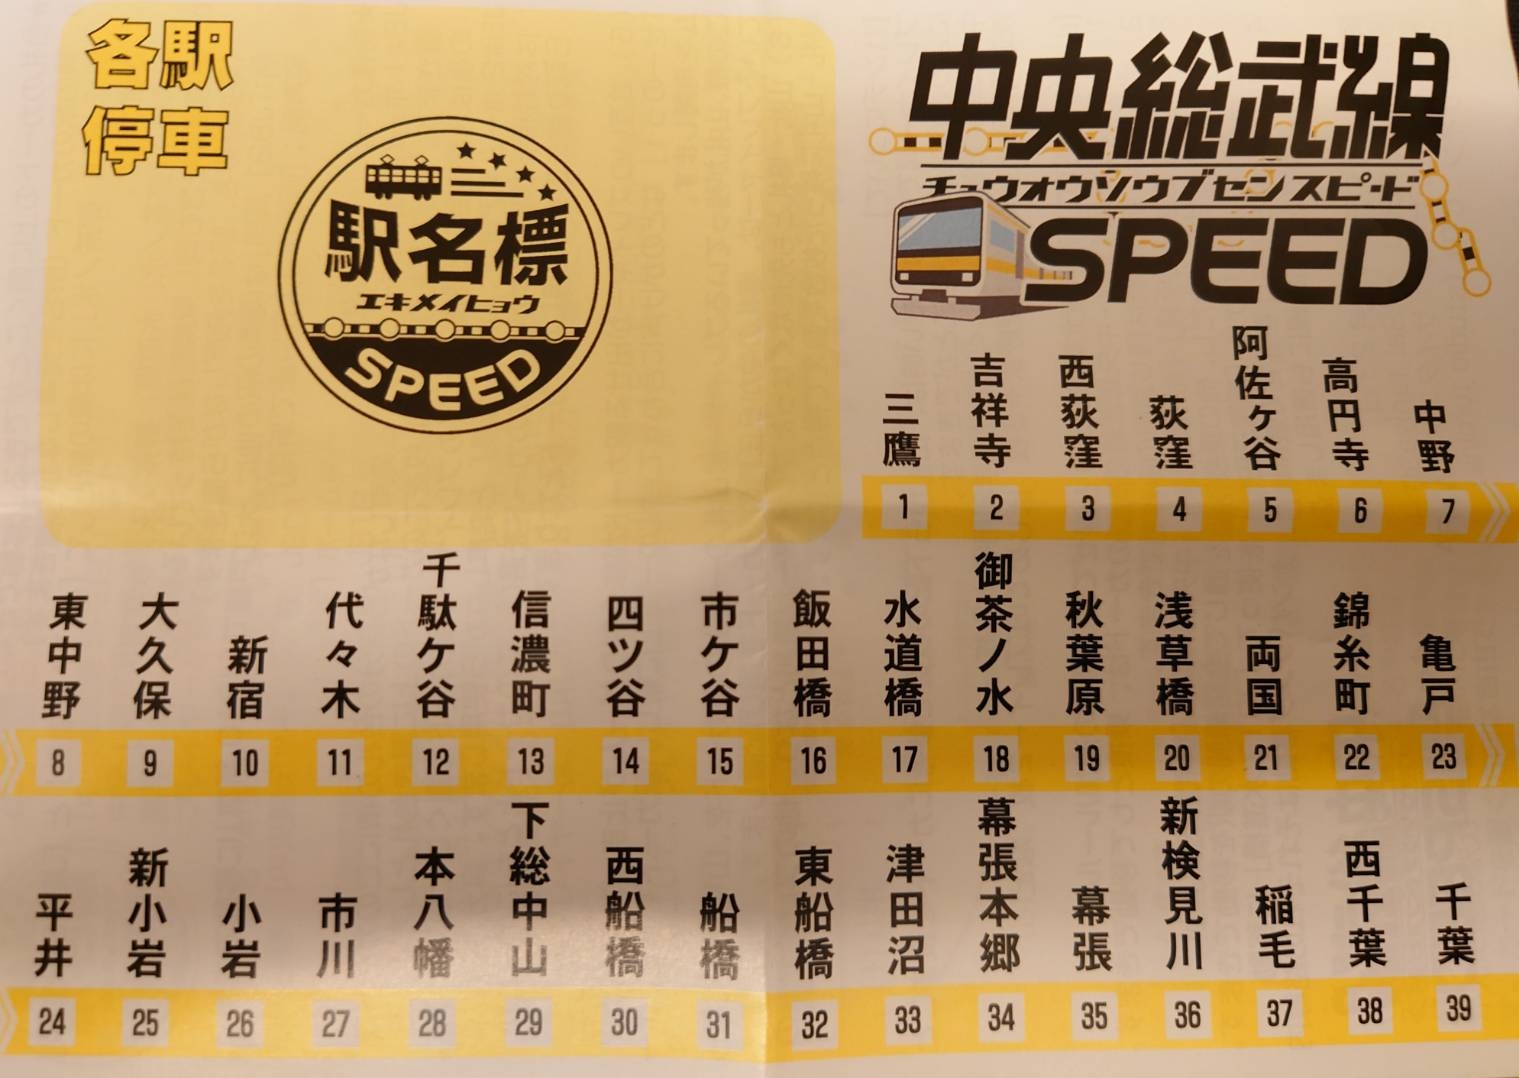 各駅
停車
駅名標
エキメイヒョウ
SPEED
中央総武線
チュウオウソウブセンスピード
SPEED
三鷹
吉祥寺
西荻窪
荻窪
阿佐ヶ谷
高円寺
中野
1 2 3 4 5 6 7
東中野
大久保
新宿
代々木
千駄ケ谷
信濃町
四ツ谷
市ケ谷
飯田橋
水道橋
御茶ノ水
秋葉原
浅草橋
両国
錦糸町
亀戸
8 9 10 11 12 13 14 15 16 17 18 19 20 21 22 23
平井
新小岩
小岩
市川
本八幡
下総中山
西船橋
船橋
東船橋
津田沼
幕張本郷
幕張
新検見川
稲毛
西千葉
千葉
24 25 26 27 28 29 30 31 32 33 34 35 36 37 38 39